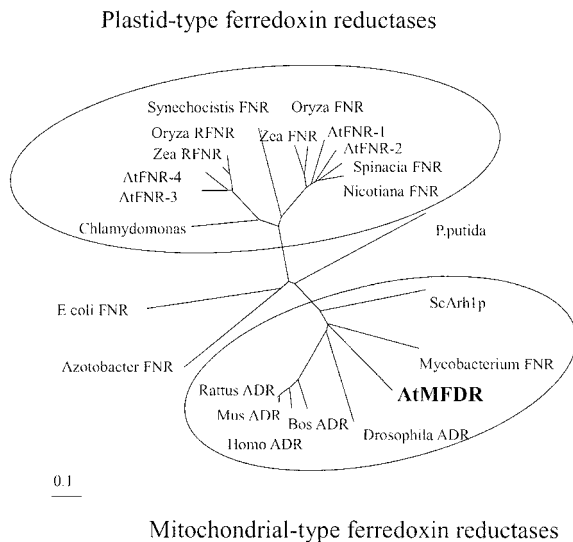 Plastid-type ferredoxin reductases
Synechocistis FNR
Oryza FNR
Oryza RFNR
Zea FNR
AtFNR-1
Zea RFNR
AtFNR-2
AtFNR-4
Spinacia FNR
AtFNR-3
Nicotiana FNR
Chlamydomonas
P.putida
E coli FNR
ScArh1p
Azotobacter FNR
Mycobacterium FNR
Rattus ADR
AtMFDR
Mus ADR
Bos ADR
Drosophila ADR
Homo ADR
0.1
Mitochondrial-type ferredoxin reductases